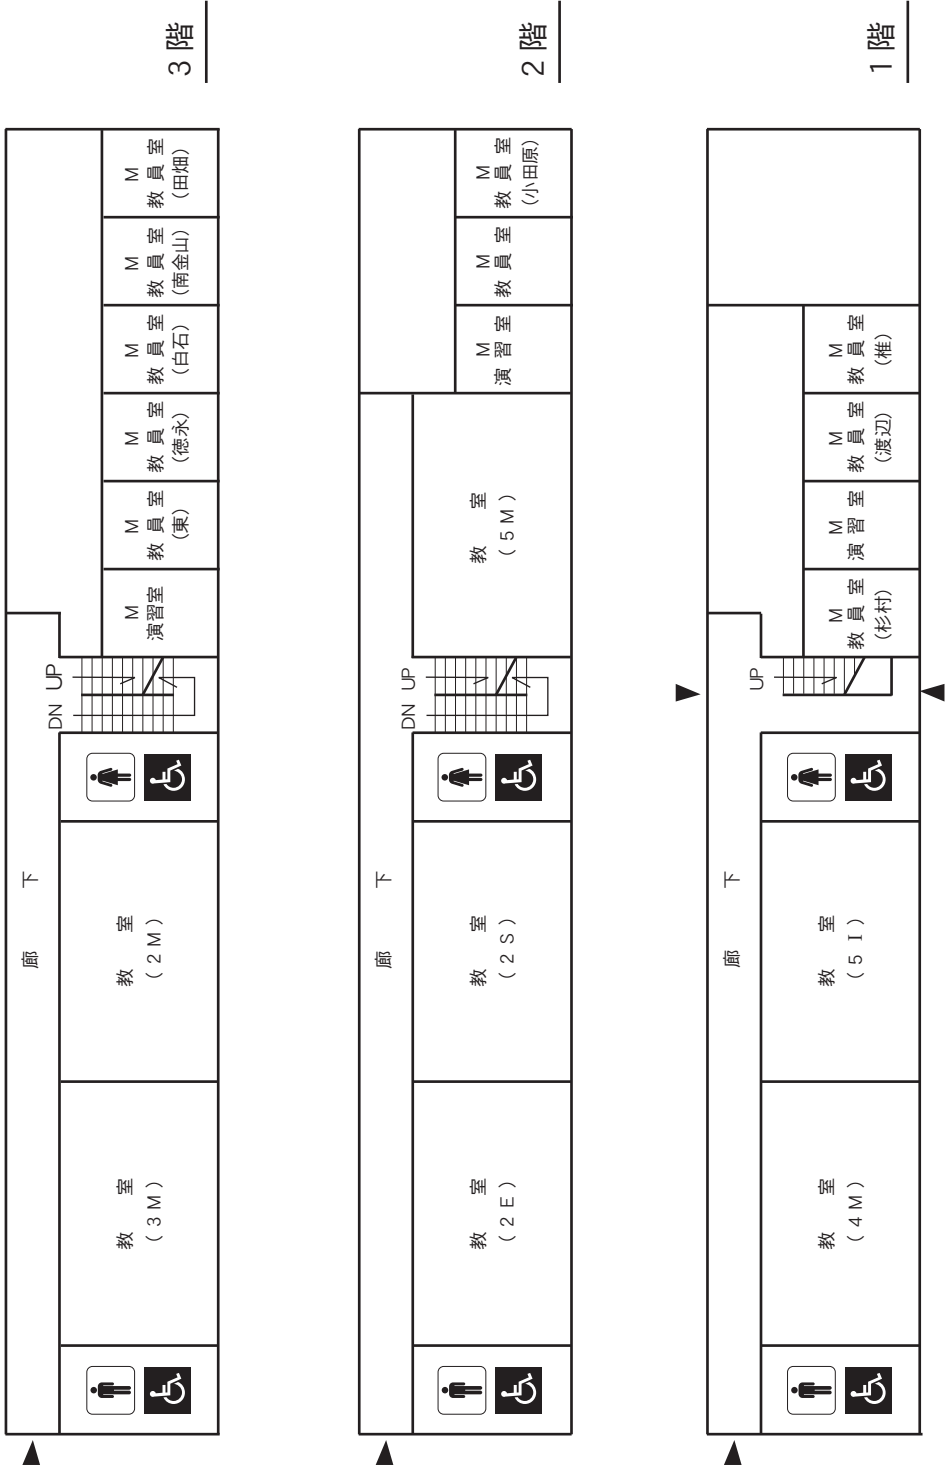 3階
廊下
教室
(3M)
教室
(2M)
DN
UP
M
演習室
M
教員室
(東)
M
教員室
(徳永)
M
教員室
(白石)
M
教員室
(南金山)
M
教員室
(田畑)
2階
廊下
教室
(2E)
教室
(2S)
DN
UP
教室
(5M)
M
演習室
M
教員室
M
教員室
(小田原)
1階
廊下
教室
(4M)
教室
(5I)
UP
M
教員室
(杉村)
M
演習室
M
教員室
(渡辺)
M
教員室
(椎)